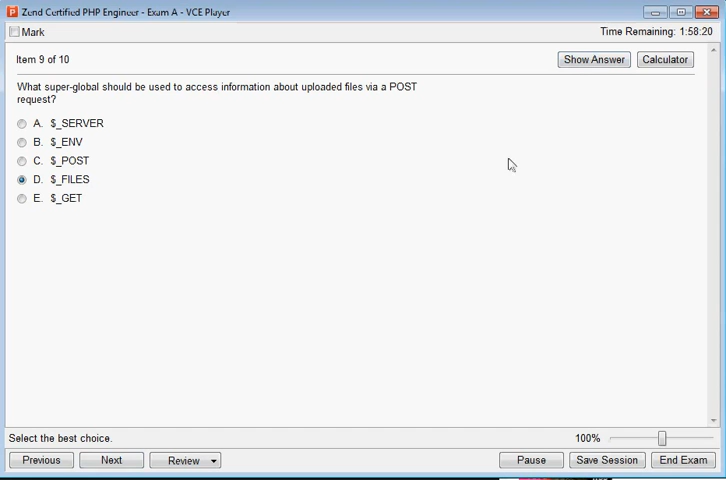 Zend Certified PHP Engineer - Exam A - VCE Player
Mark
Time Remaining: 1:58:20
Item 9 of 10
Show Answer
Calculator
What super-global should be used to access information about uploaded files via a POST
request?
A. $_SERVER
B. $_ENV
C. $_POST
D. $_FILES
E. $_GET
Select the best choice.
100%
Previous
Next
Review
Pause
Save Session
End Exam